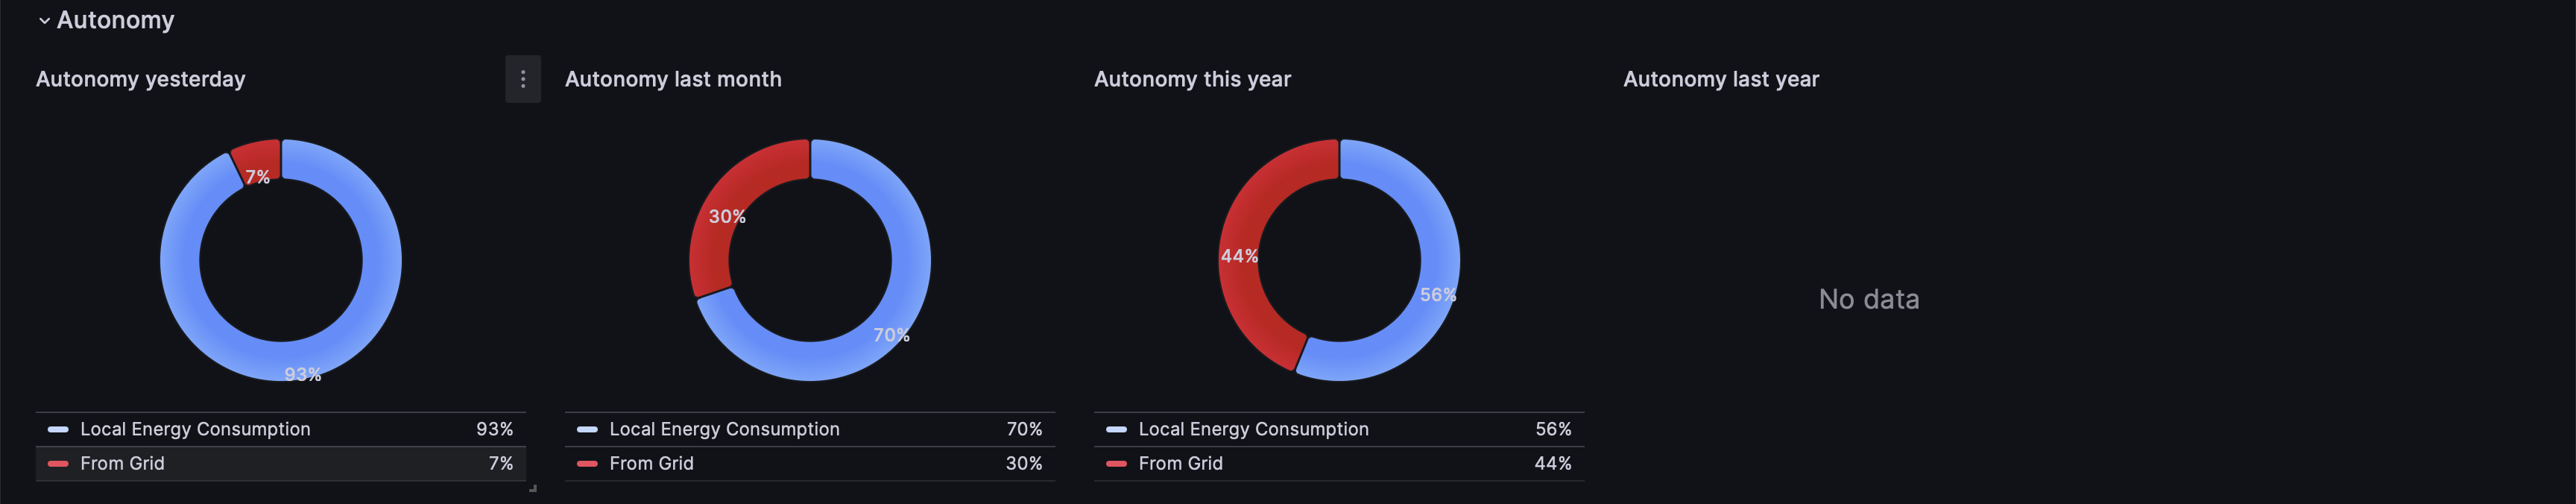 Autonomy
Autonomy yesterday
7%
93%
Local Energy Consumption 93%
From Grid 7%
Autonomy last month
30%
70%
Local Energy Consumption 70%
From Grid 30%
Autonomy this year
44%
56%
Local Energy Consumption 56%
From Grid 44%
Autonomy last year
No data